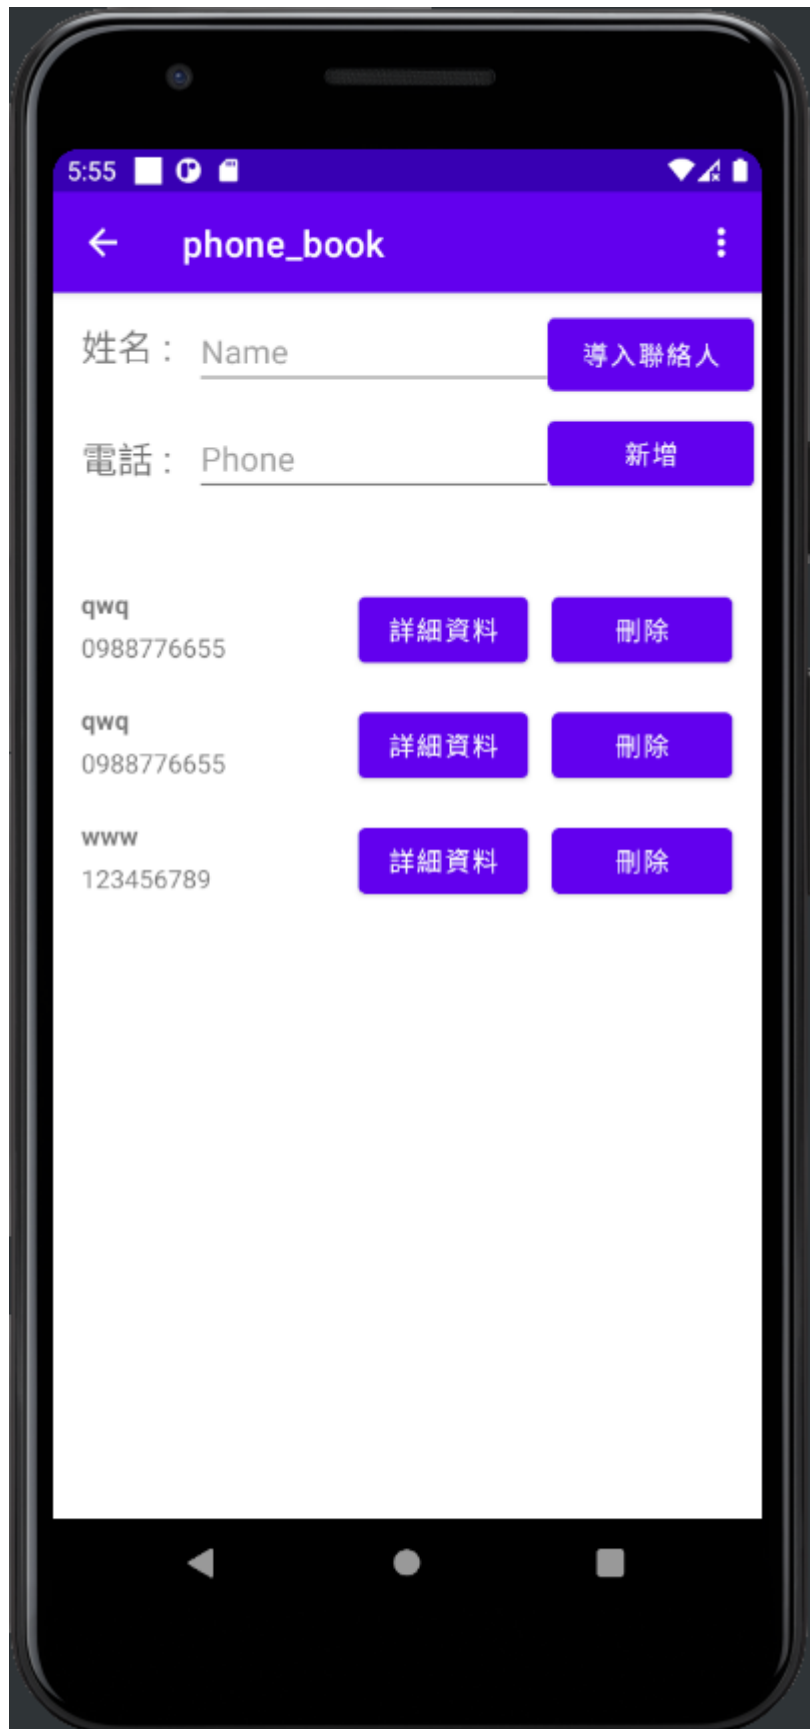 5:55
phone_book
姓名： Name 導入聯絡人
電話： Phone 新增
qwq
0988776655 詳細資料 刪除
qwq
0988776655 詳細資料 刪除
www
123456789 詳細資料 刪除